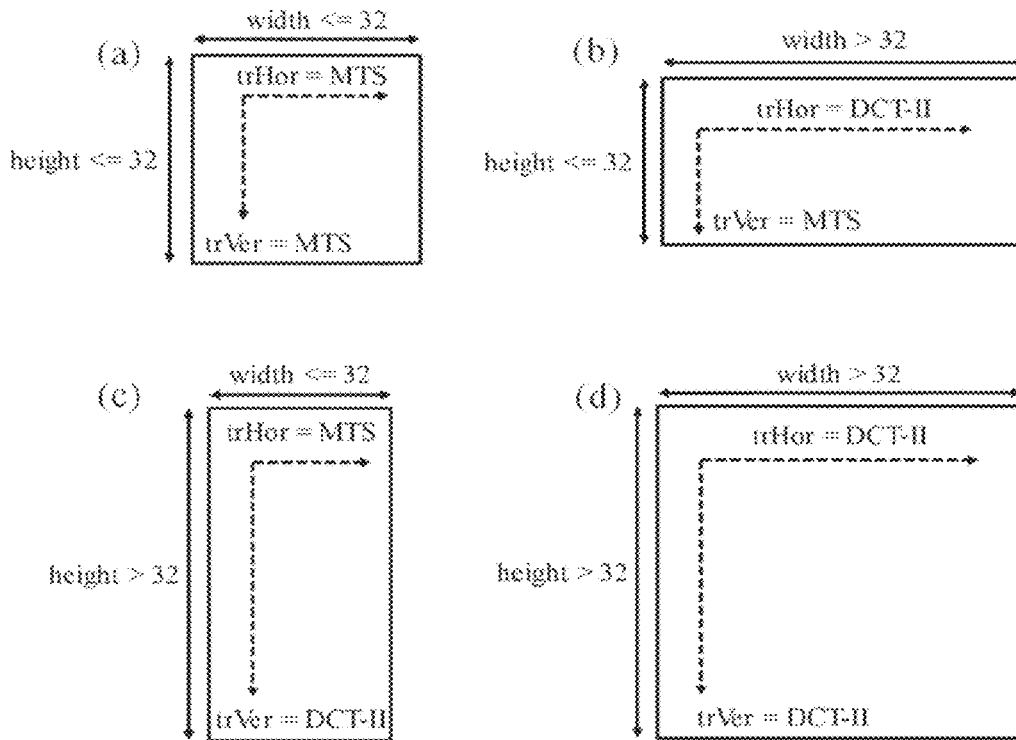 (a)
width <= 32
trHor = MTS
height <= 32
trVer = MTS
(b)
width > 32
trHor = DCT-II
height <= 32
trVer = MTS
(c)
width <= 32
trHor = MTS
height > 32
trVer = DCT-II
(d)
width > 32
trHor = DCT-II
height > 32
trVer = DCT-II